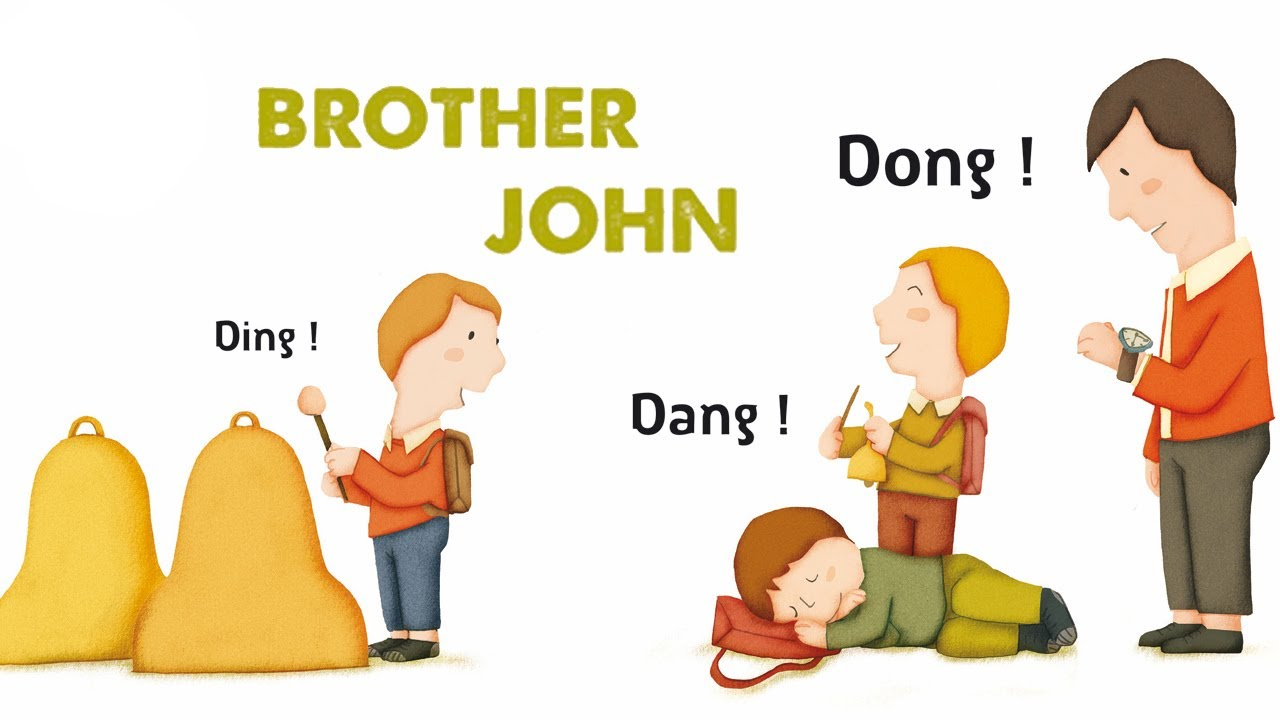 BROTHER
JOHN
Dong !
Ding !
Dang !